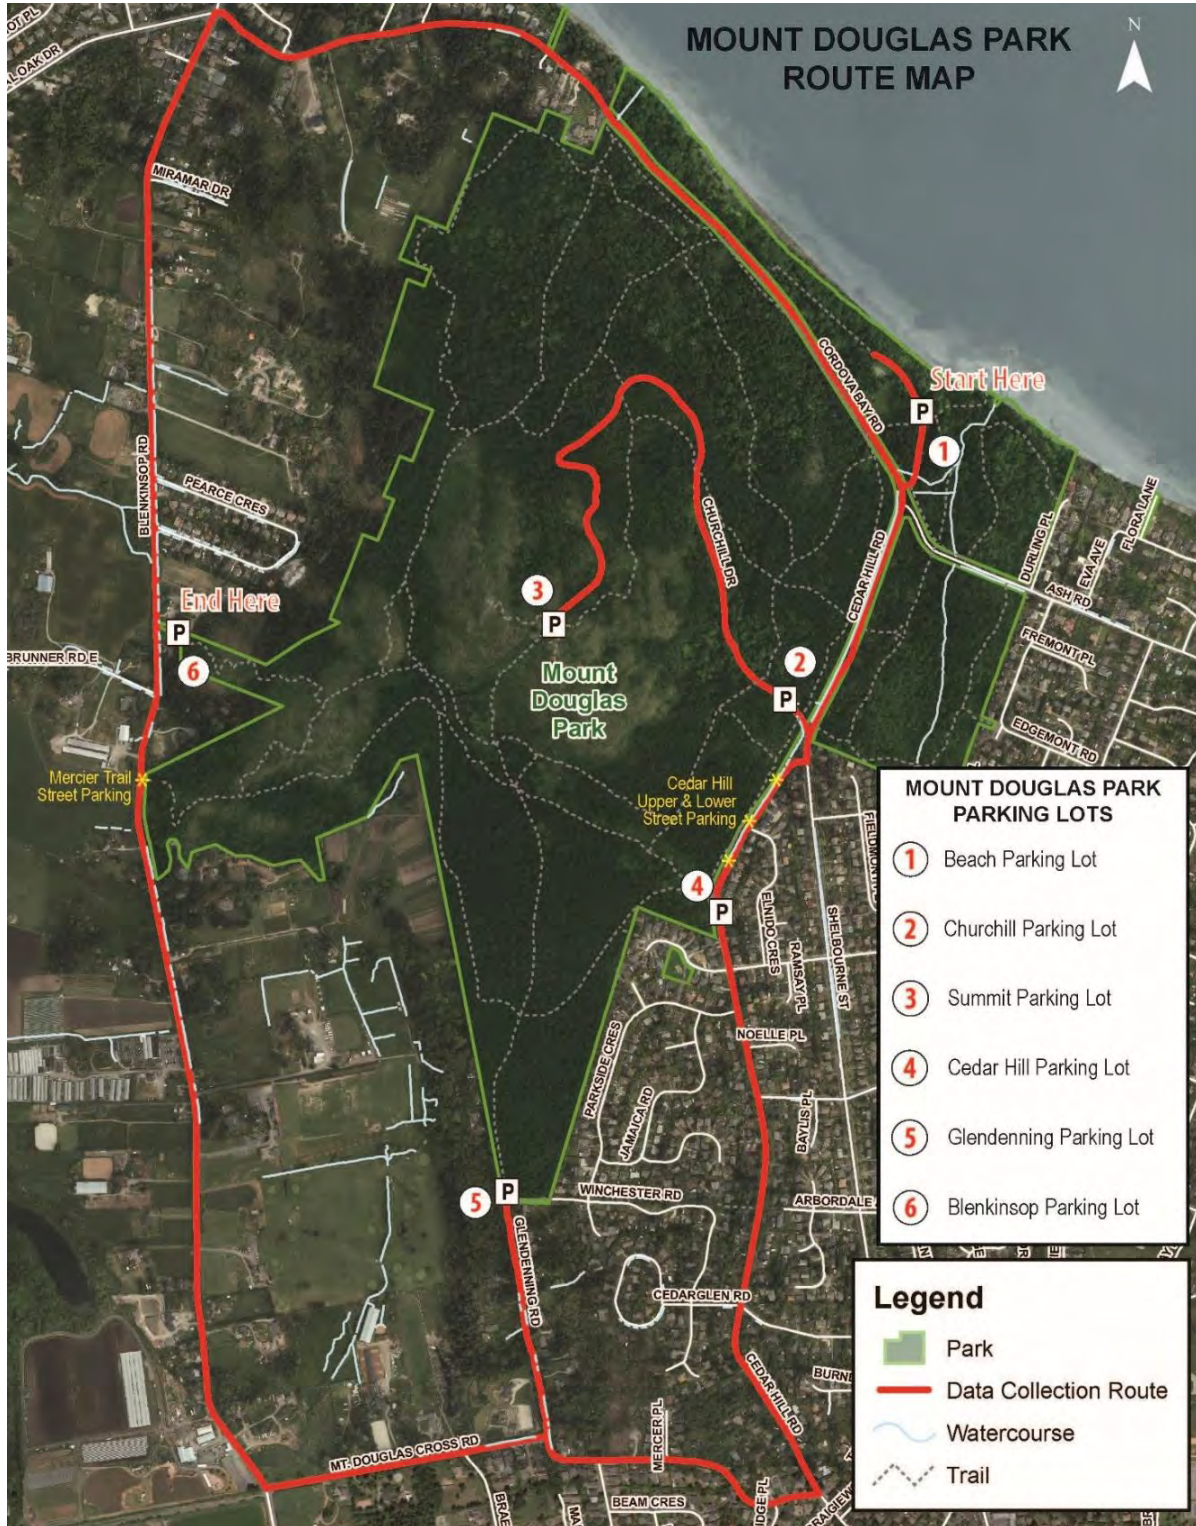 MOUNT DOUGLAS PARK
ROUTE MAP
N
MIRAMAR DR
CORDOVA BAY RD
Start Here
P
1
BLENKINSOP RD
PEARCE CRES
CHURCHILL DR
CEDAR HILL RD
DURLING PL
EVA AVE
FLORA LANE
ASH RD
FREMONT PL
EDGEMONT RD
End Here
P
6
BRUNNER RD E
3
P
Mount
Douglas
Park
2
P
Mercier Trail
Street Parking
Cedar Hill
Upper & Lower
Street Parking
4
P
ELNIDO CRES
RAMSAY PL
SHELBOURNE ST
NOELLE PL
PARKSIDE CRES
JAMAICA RD
BAYLIS PL
5
P
WINCHESTER RD
GLENDENNING RD
CEDARGLEN RD
CEDAR HILL RD
MERCER PL
MT. DOUGLAS CROSS RD
BEAM CRES
MOUNT DOUGLAS PARK
PARKING LOTS
1 Beach Parking Lot
2 Churchill Parking Lot
3 Summit Parking Lot
4 Cedar Hill Parking Lot
5 Glendenning Parking Lot
6 Blenkinsop Parking Lot
Legend
Park
Data Collection Route
Watercourse
Trail